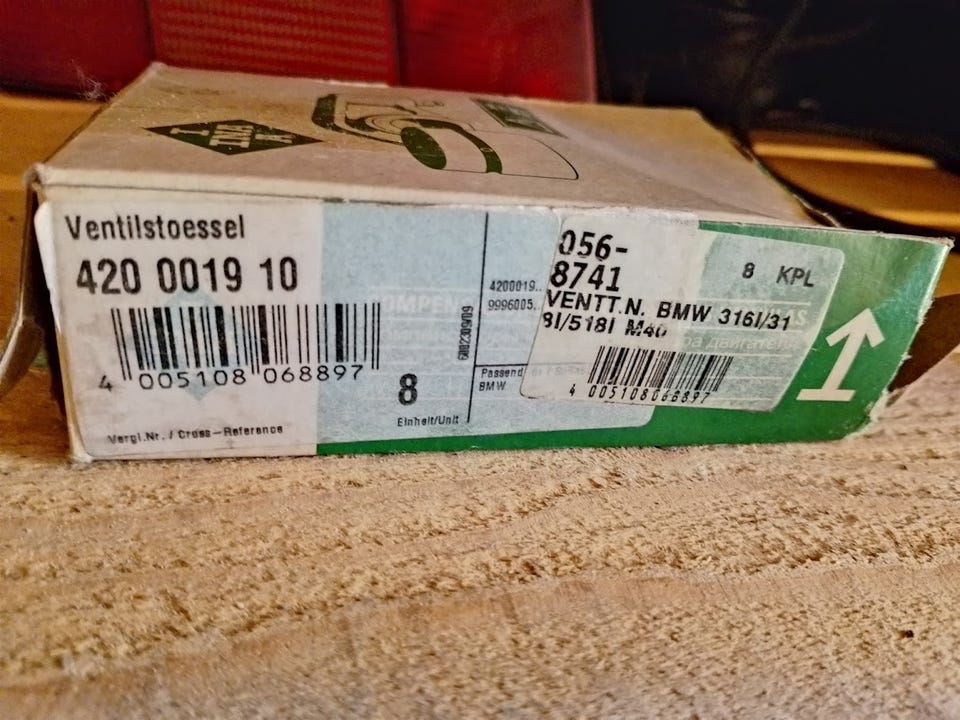 INA
Ventilstoessel
420 0019 10
4 005108 068897
Vergl.Nr. / Cross-Reference
8
Einheit/Unit
4200019..
9996005..
Passend
BMW
056-
8741
8 KPL
VENTT.N. BMW 316I/31
8I/518I M40
4 005108068897